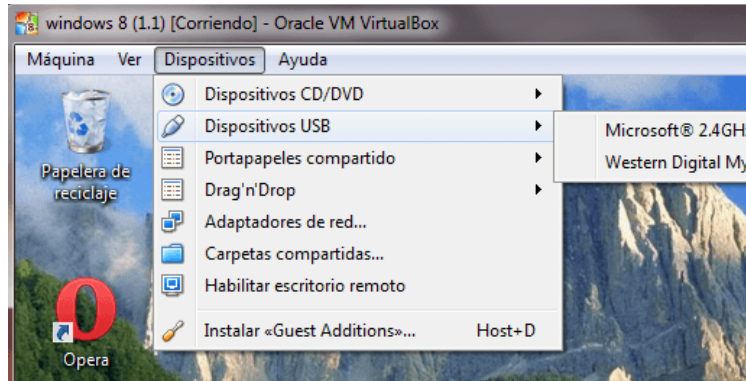 windows 8 (1.1) [Corriendo] - Oracle VM VirtualBox
Máquina Ver Dispositivos Ayuda
Dispositivos CD/DVD
Dispositivos USB
Microsoft® 2.4GH
Western Digital My
Portapapeles compartido
Drag'n'Drop
Adaptadores de red...
Carpetas compartidas...
Habilitar escritorio remoto
Instalar «Guest Additions»... Host+D
Papelera de
reciclaje
Opera